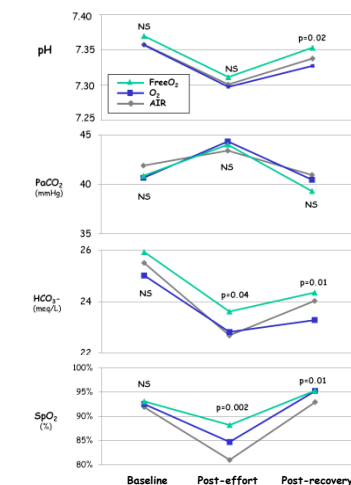 7.40
NS
pH
7.35
p=0.02
NS
7.30
FreeO₂
O₂
AIR
7.25
45
PaCO₂
(mmHg)
40
NS
NS
NS
35
26
NS
HCO₃-
(meq/L)
24
p=0.04
p=0.01
22
100%
NS
95%
p=0.01
p=0.002
SpO₂
(%)
90%
85%
80%
Baseline Post-effort Post-recovery